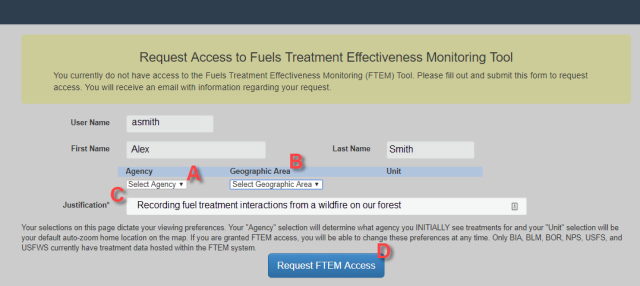 Request Access to Fuels Treatment Effectiveness Monitoring Tool
You currently do not have access to the Fuels Treatment Effectiveness Monitoring (FTEM) Tool. Please fill out and submit this form to request
access. You will receive an email with information regarding your request.
User Name asmith
First Name Alex Last Name Smith
Agency A Geographic Area B Unit
Select Agency Select Geographic Area
C
Justification* Recording fuel treatment interactions from a wildfire on our forest
Your selections on this page dictate your viewing preferences. Your "Agency" selection will determine what agency you INITIALLY see treatments for and your "Unit" selection will
be your default auto-zoom home location on the map. If you are granted FTEM access, you will be able to change these preferences at any time. Only BIA, BLM, BOR, NPS, USFS, and
USFWS currently have treatment data hosted within the FTEM system.
D
Request FTEM Access